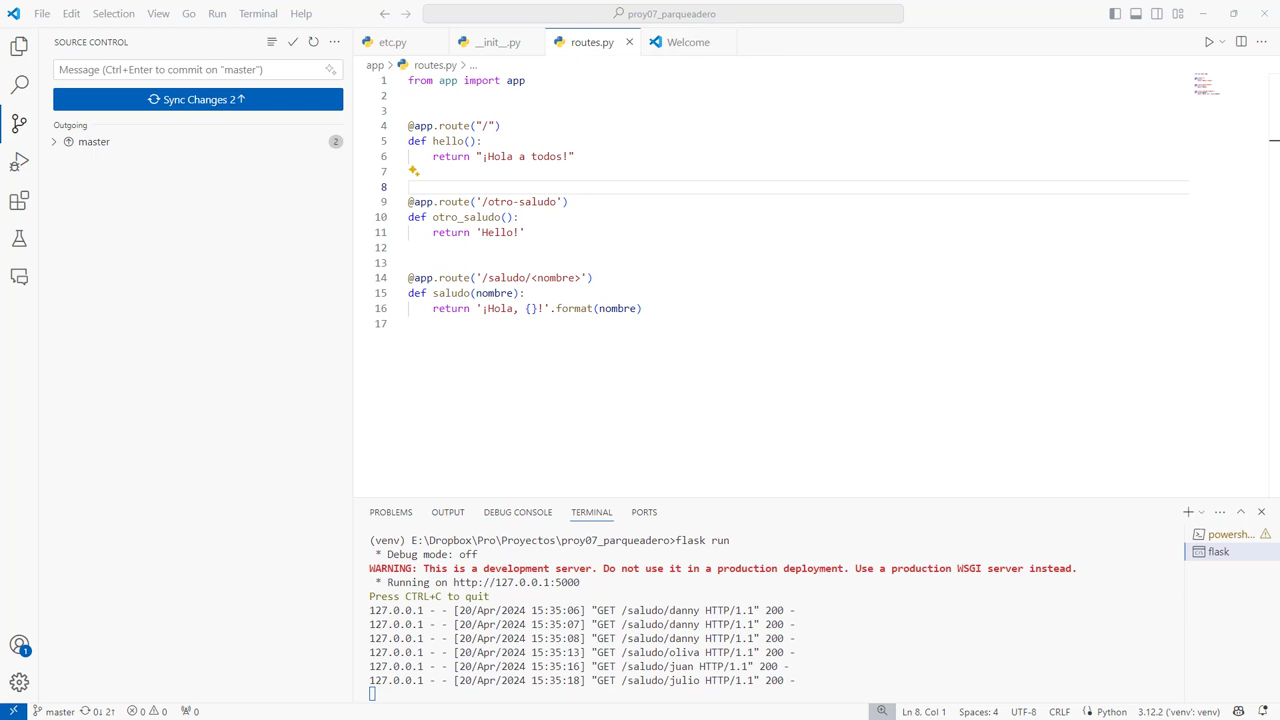 File Edit Selection View Go Run Terminal Help
proy07_parqueadero
SOURCE CONTROL
Message (Ctrl+Enter to commit on "master")
Sync Changes 2↑
Outgoing
master 2
etc.py __init__.py routes.py Welcome
app > routes.py > ...
1 from app import app
2
3
4 @app.route("/")
5 def hello():
6 return "¡Hola a todos!"
7
8
9 @app.route('/otro-saludo')
10 def otro_saludo():
11 return 'Hello!'
12
13
14 @app.route('/saludo/<nombre>')
15 def saludo(nombre):
16 return '¡Hola, {}!'.format(nombre)
17
PROBLEMS OUTPUT DEBUG CONSOLE TERMINAL PORTS
(venv) E:\Dropbox\Pro\Proyectos\proy07_parqueadero>flask run
* Debug mode: off
WARNING: This is a development server. Do not use it in a production deployment. Use a production WSGI server instead.
* Running on http://127.0.0.1:5000
Press CTRL+C to quit
127.0.0.1 - - [20/Apr/2024 15:35:06] "GET /saludo/danny HTTP/1.1" 200 -
127.0.0.1 - - [20/Apr/2024 15:35:07] "GET /saludo/danny HTTP/1.1" 200 -
127.0.0.1 - - [20/Apr/2024 15:35:08] "GET /saludo/danny HTTP/1.1" 200 -
127.0.0.1 - - [20/Apr/2024 15:35:13] "GET /saludo/oliva HTTP/1.1" 200 -
127.0.0.1 - - [20/Apr/2024 15:35:16] "GET /saludo/juan HTTP/1.1" 200 -
127.0.0.1 - - [20/Apr/2024 15:35:18] "GET /saludo/julio HTTP/1.1" 200 -
powersh...
flask
1
master 0↓ 2↑ 0 0 0 Ln 8, Col 1 Spaces: 4 UTF-8 CRLF Python 3.12.2 ('venv': venv)